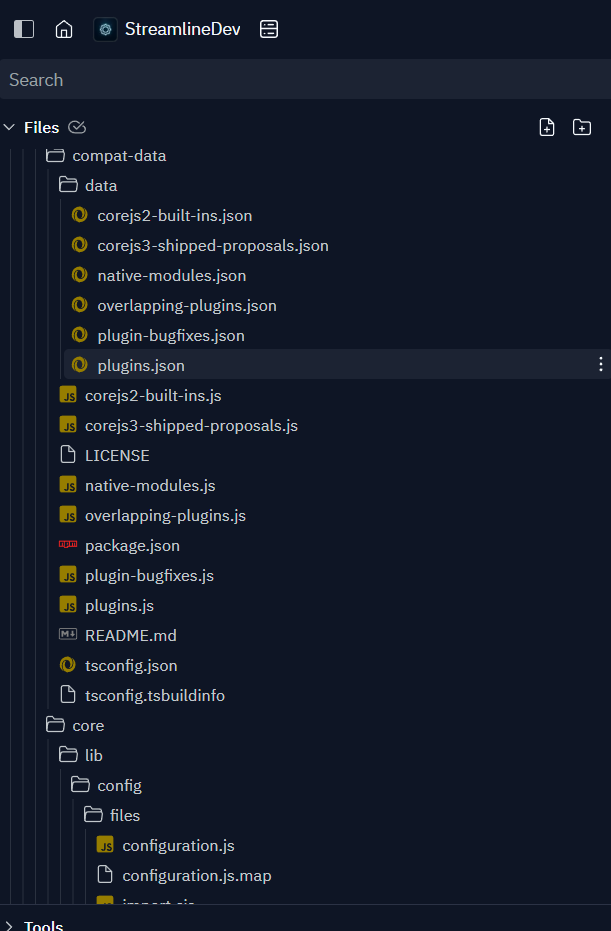 StreamlineDev
Search
Files
compat-data
data
corejs2-built-ins.json
corejs3-shipped-proposals.json
native-modules.json
overlapping-plugins.json
plugin-bugfixes.json
plugins.json
JS corejs2-built-ins.js
JS corejs3-shipped-proposals.js
LICENSE
JS native-modules.js
JS overlapping-plugins.js
npm package.json
JS plugin-bugfixes.js
JS plugins.js
M↓ README.md
tsconfig.json
tsconfig.tsbuildinfo
core
lib
config
files
JS configuration.js
configuration.js.map
Tools